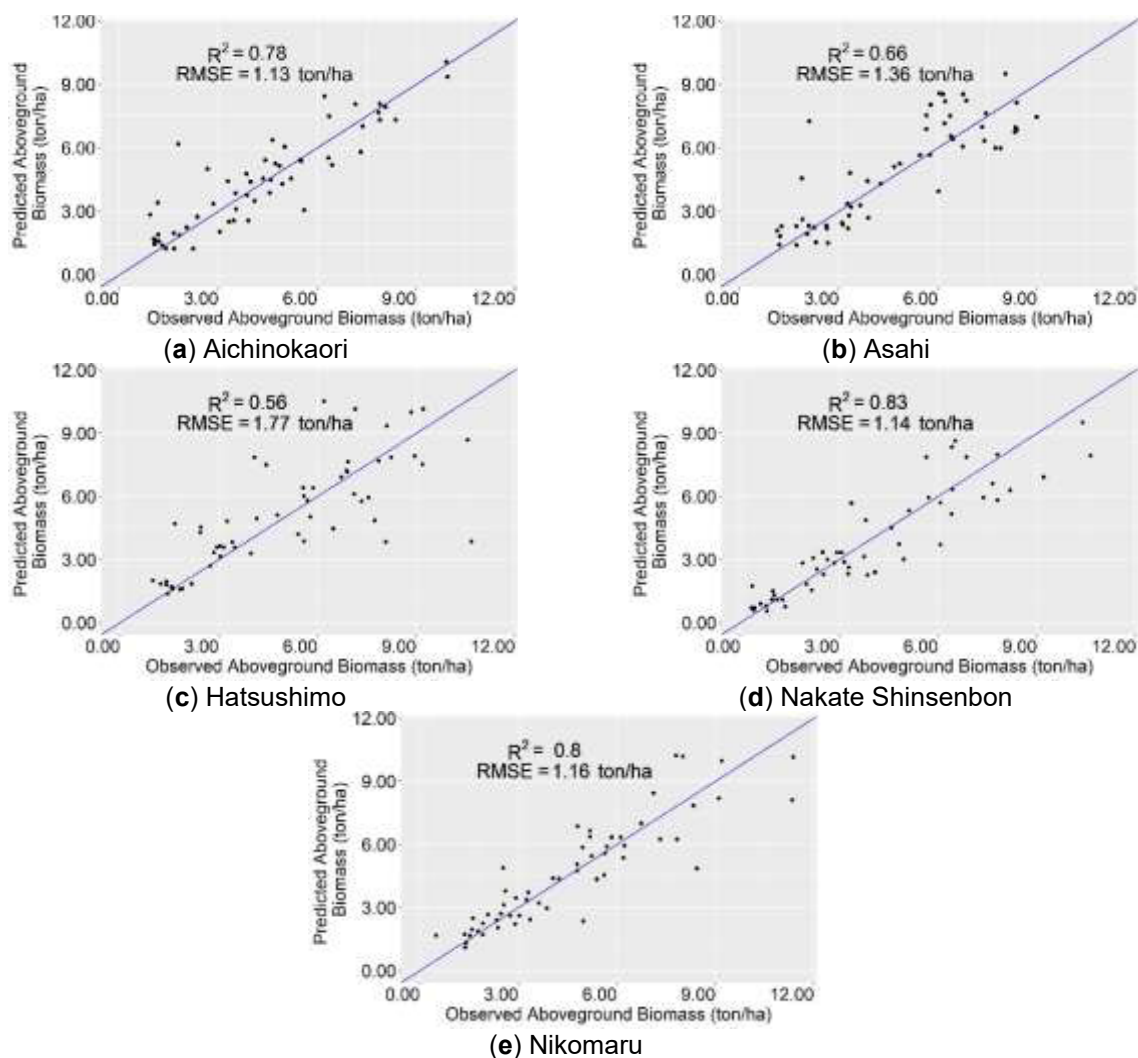 12.00
R² = 0.78
RMSE = 1.13 ton/ha
9.00
6.00
3.00
0.00
Predicted Aboveground
Biomass (ton/ha)
0.00 3.00 6.00 9.00 12.00
Observed Aboveground Biomass (ton/ha)
(a) Aichinokaori
12.00
R² = 0.66
RMSE = 1.36 ton/ha
9.00
6.00
3.00
0.00
Predicted Aboveground
Biomass (ton/ha)
0.00 3.00 6.00 9.00 12.00
Observed Aboveground Biomass (ton/ha)
(b) Asahi
12.00
R² = 0.56
RMSE = 1.77 ton/ha
9.00
6.00
3.00
0.00
Predicted Aboveground
Biomass (ton/ha)
0.00 3.00 6.00 9.00 12.00
Observed Aboveground Biomass (ton/ha)
(c) Hatsushimo
12.00
R² = 0.83
RMSE = 1.14 ton/ha
9.00
6.00
3.00
0.00
Predicted Aboveground
Biomass (ton/ha)
0.00 3.00 6.00 9.00 12.00
Observed Aboveground Biomass (ton/ha)
(d) Nakate Shinsenbon
12.00
R² = 0.8
RMSE = 1.16 ton/ha
9.00
6.00
3.00
0.00
Predicted Aboveground
Biomass (ton/ha)
0.00 3.00 6.00 9.00 12.00
Observed Aboveground Biomass (ton/ha)
(e) Nikomaru